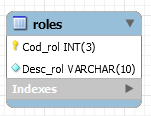 roles
Cod_rol INT(3)
Desc_rol VARCHAR(10)
Indexes